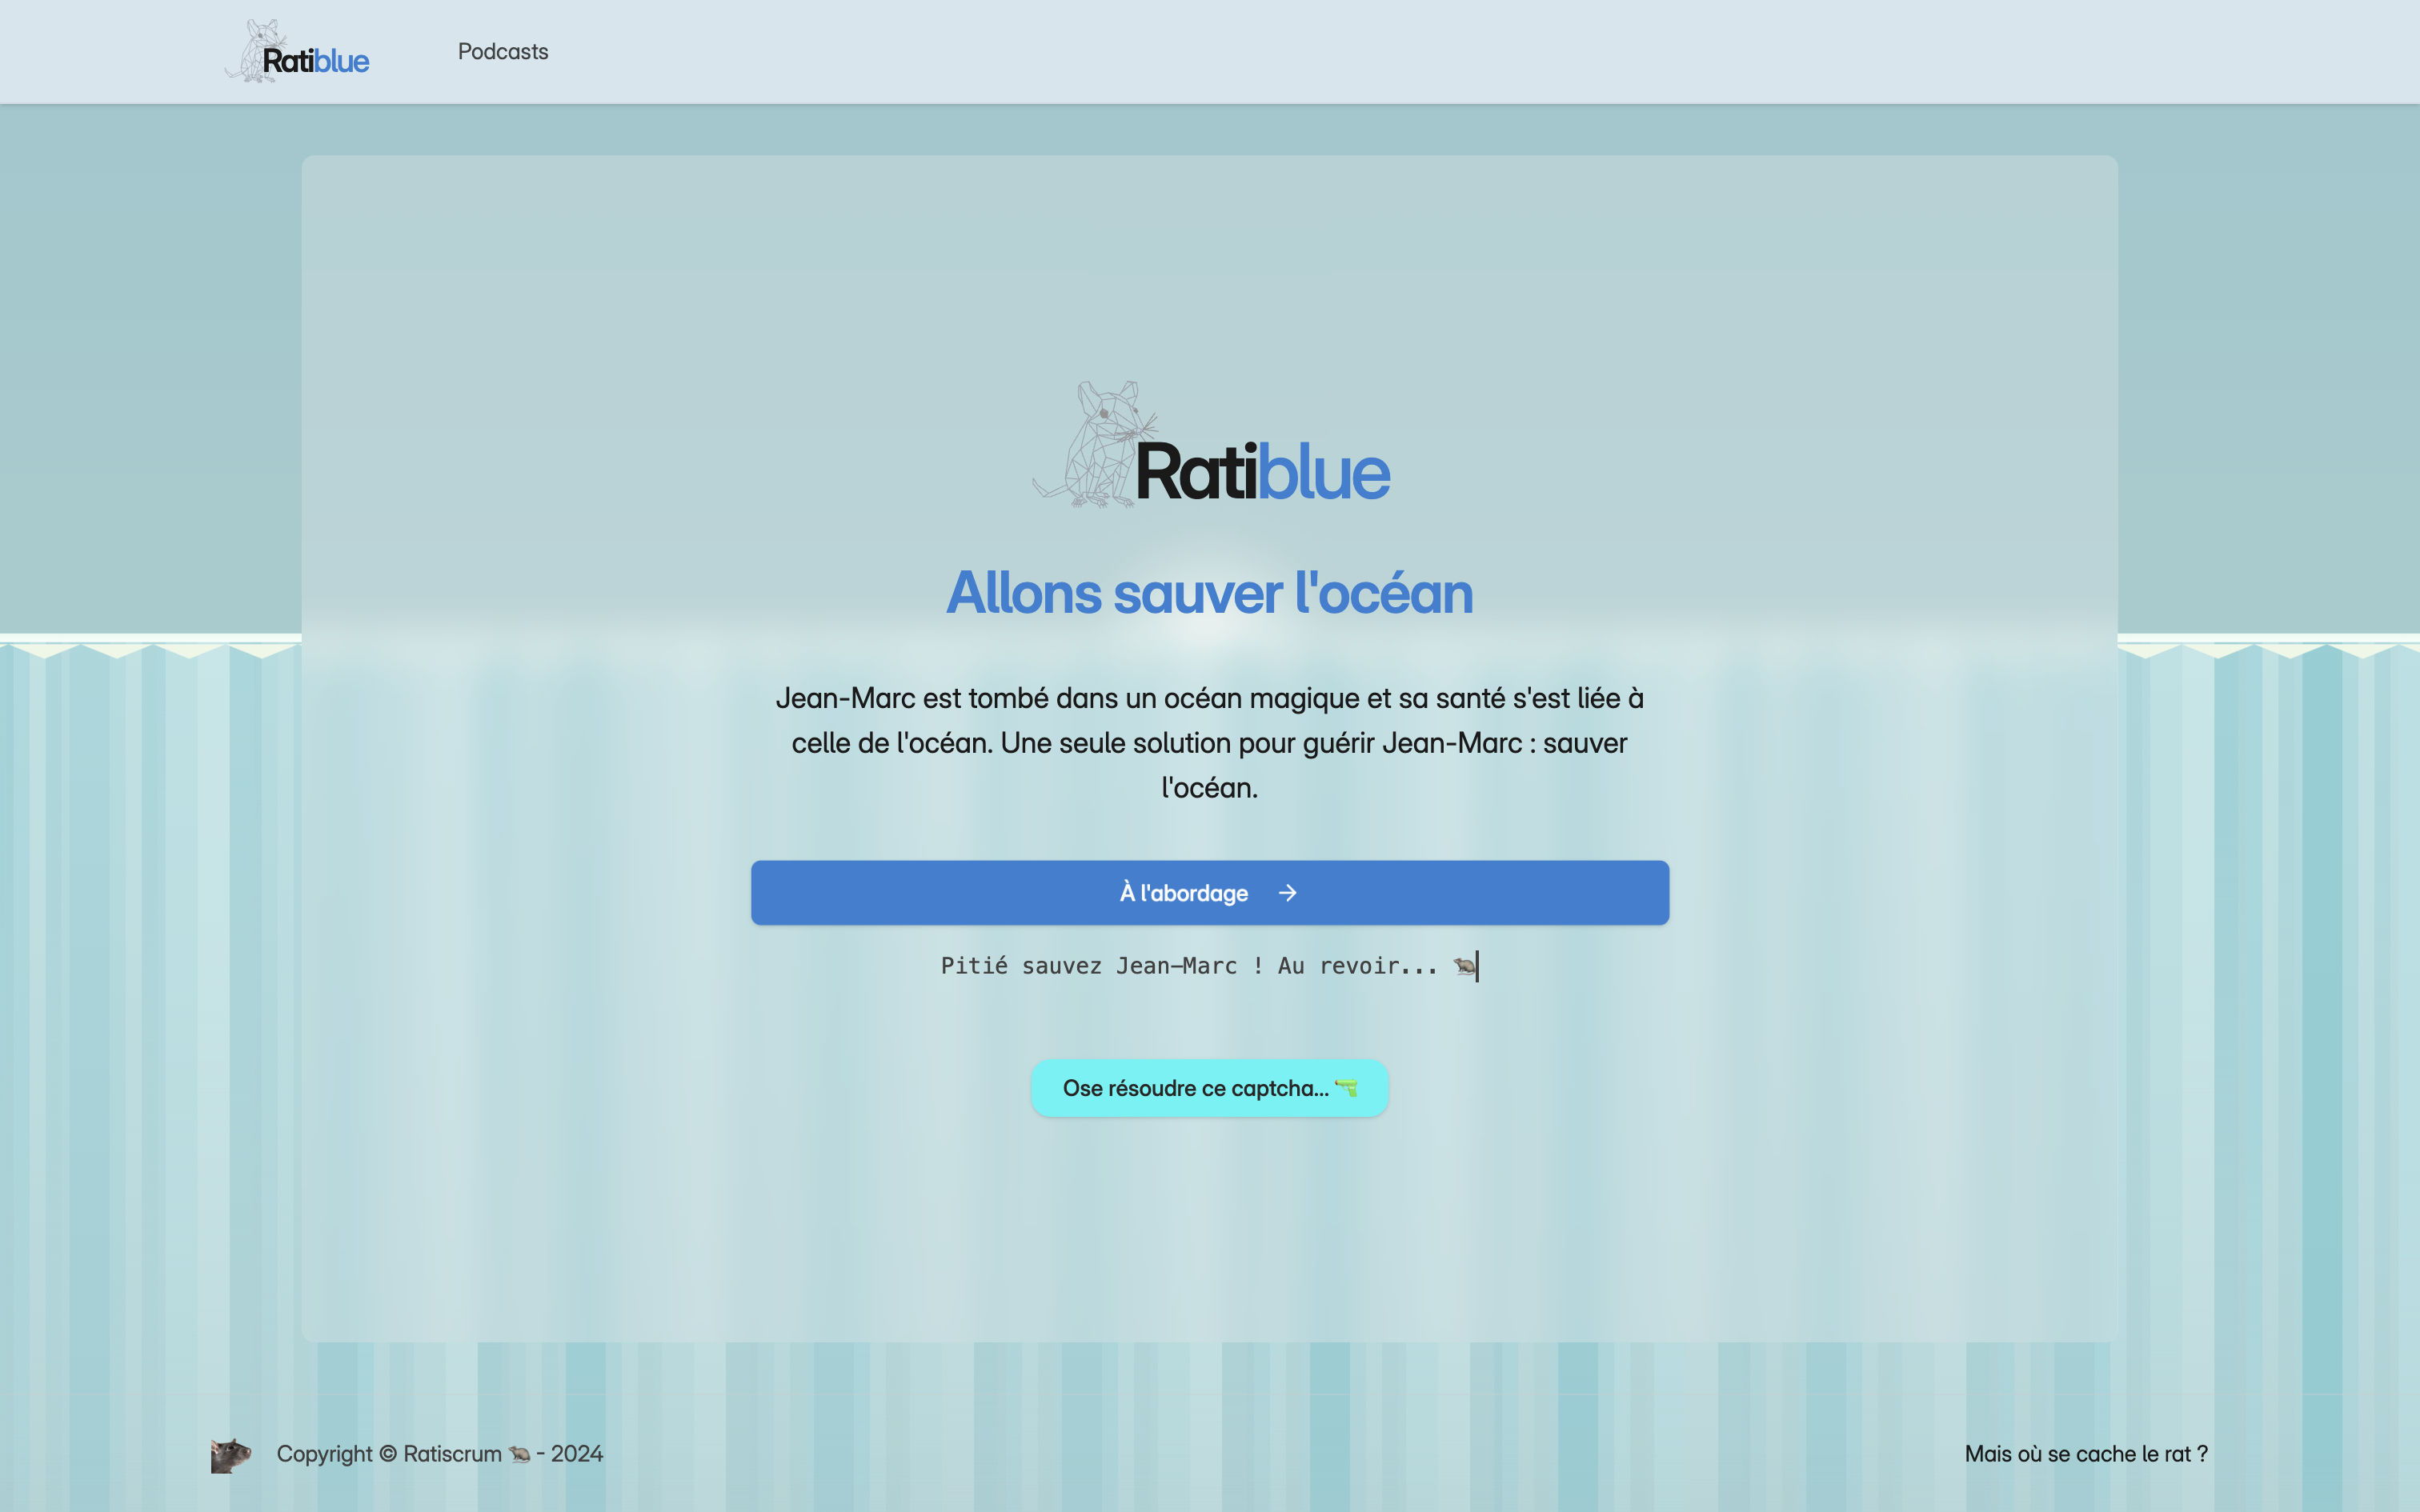 Ratiblue
Podcasts
Ratiblue
Allons sauver l'océan
Jean-Marc est tombé dans un océan magique et sa santé s'est liée à
celle de l'océan. Une seule solution pour guérir Jean-Marc : sauver
l'océan.
À l'abordage →
Pitié sauvez Jean-Marc ! Au revoir... 🐀
Ose résoudre ce captcha... 🔫
Copyright © Ratiscrum 🐀 - 2024
Mais où se cache le rat ?